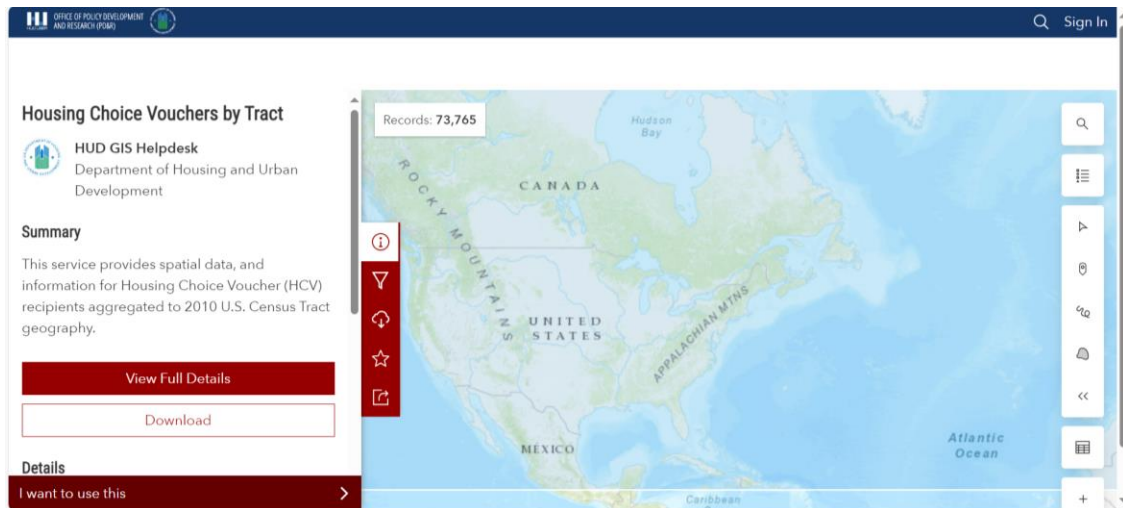 OFFICE OF POLICY DEVELOPMENT
AND RESEARCH (PD&R)
Sign In
Housing Choice Vouchers by Tract
HUD GIS Helpdesk
Department of Housing and Urban
Development
Summary
This service provides spatial data, and
information for Housing Choice Voucher (HCV)
recipients aggregated to 2010 U.S. Census Tract
geography.
View Full Details
Download
Details
I want to use this
Records: 73,765
Hudson
Bay
CANADA
ROCKY MOUNTAINS
UNITED
STATES
APPALACHIAN MTNS
MÉXICO
Atlantic
Ocean
Caribbean